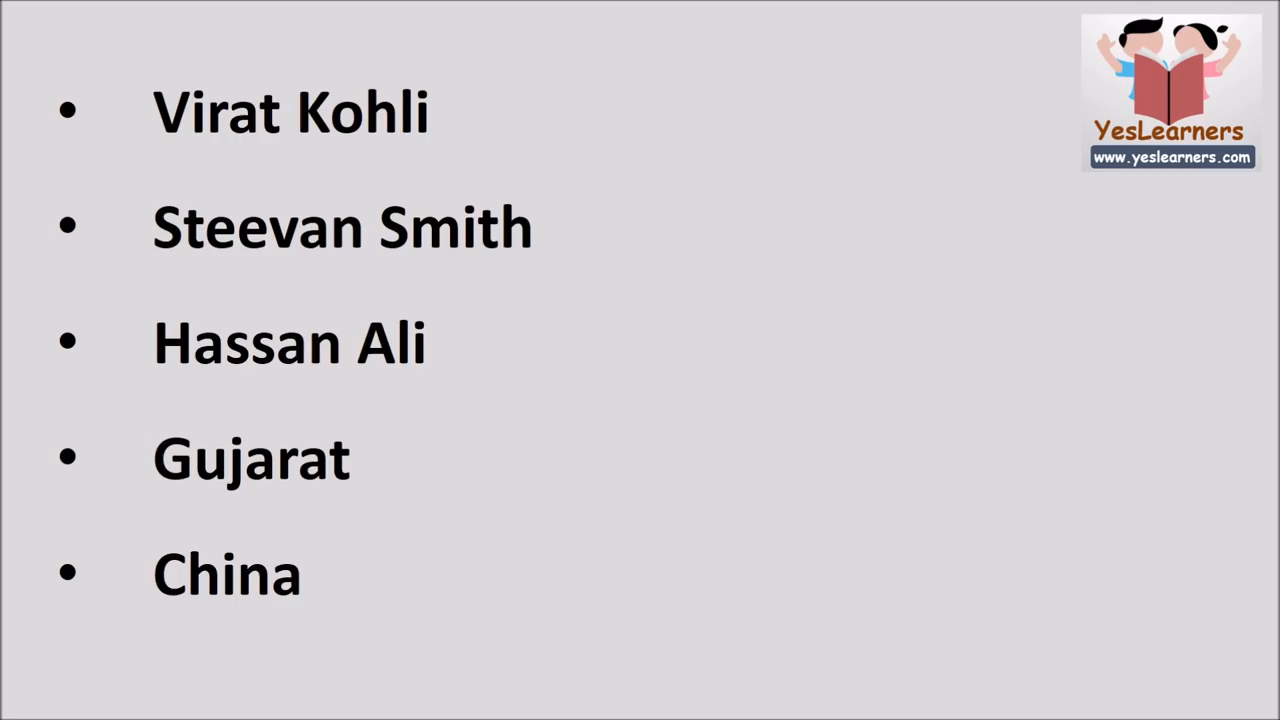 • Virat Kohli
• Steevan Smith
• Hassan Ali
• Gujarat
• China
YesLearners
www.yeslearners.com